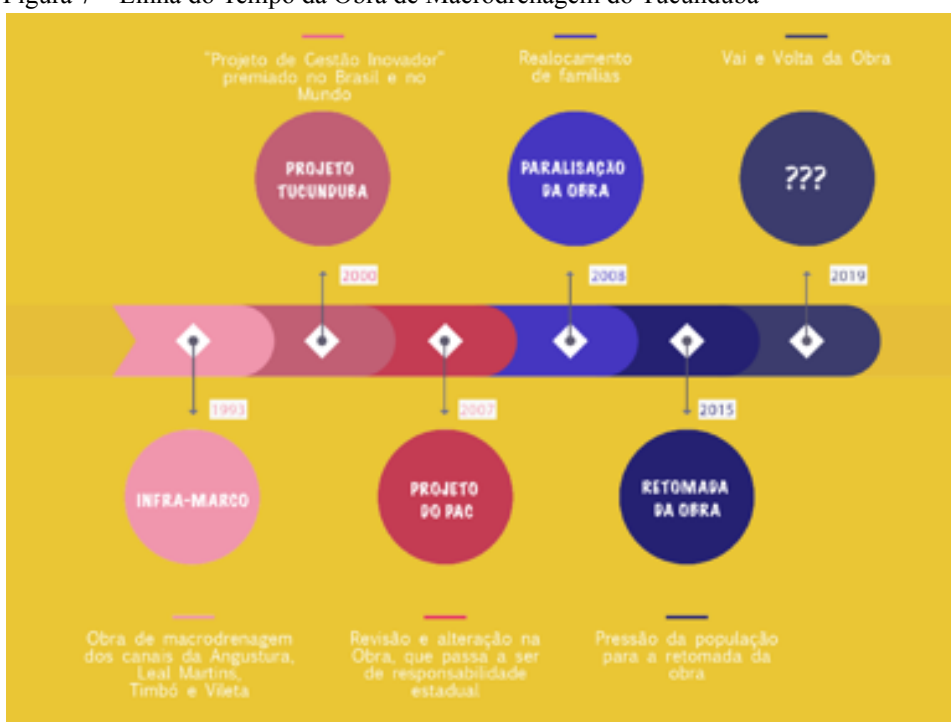 Figura 7 – Linha do Tempo da Obra de Macrodrenagem do Tucunduba
"Projeto de Gestão Inovador"
premiado no Brasil e no
Mundo
Realocamento
de famílias
Vai e Volta da Obra
PROJETO
TUCUNDUBA
PARALISAÇÃO
DA OBRA
???
2000
2008
2019
1993
2007
2015
INFRA-MARCO
PROJETO
DO PAC
RETOMADA
DA OBRA
Obra de macrodrenagem
dos canais da Angustura,
Leal Martins,
Timbó e Vileta
Revisão e alteração na
Obra, que passa a ser
de responsabilidade
estadual
Pressão da população
para a retomada da
obra